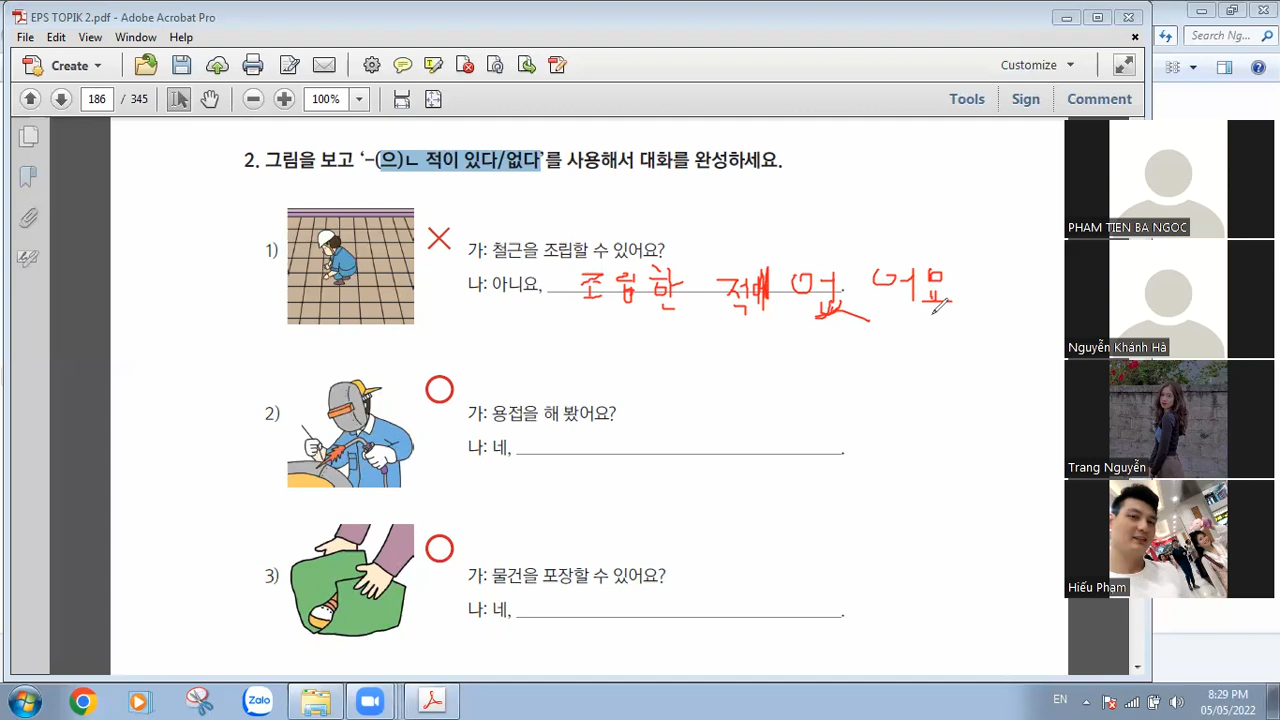 EPS TOPIK 2.pdf - Adobe Acrobat Pro
File Edit View Window Help
Create Customize
186 / 345 100% Tools Sign Comment
Search Ng...
2. 그림을 보고 '-(으)ㄴ 적이 있다/없다'를 사용해서 대화를 완성하세요.
1) 가: 철근을 조립할 수 있어요?
나: 아니요, 조립한 없어요.
2) 가: 용접을 해 봤어요?
나: 네, .
3) 가: 물건을 포장할 수 있어요?
나: 네, .
PHAM TIEN BA NGOC
Nguyễn Khánh Hà
Trang Nguyễn
Hiếu Phạm
Zalo
EN 8:29 PM
05/05/2022